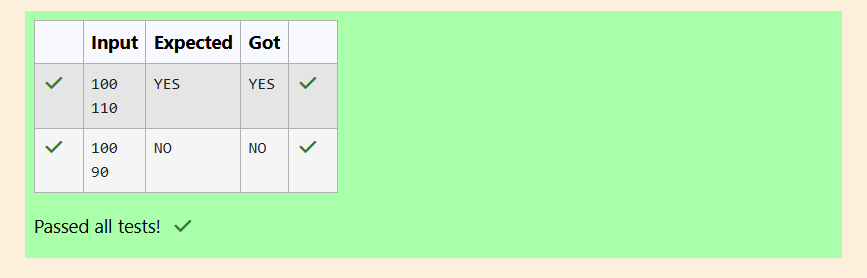 Input Expected Got
100 YES YES
110
100 NO NO
90
Passed all tests!